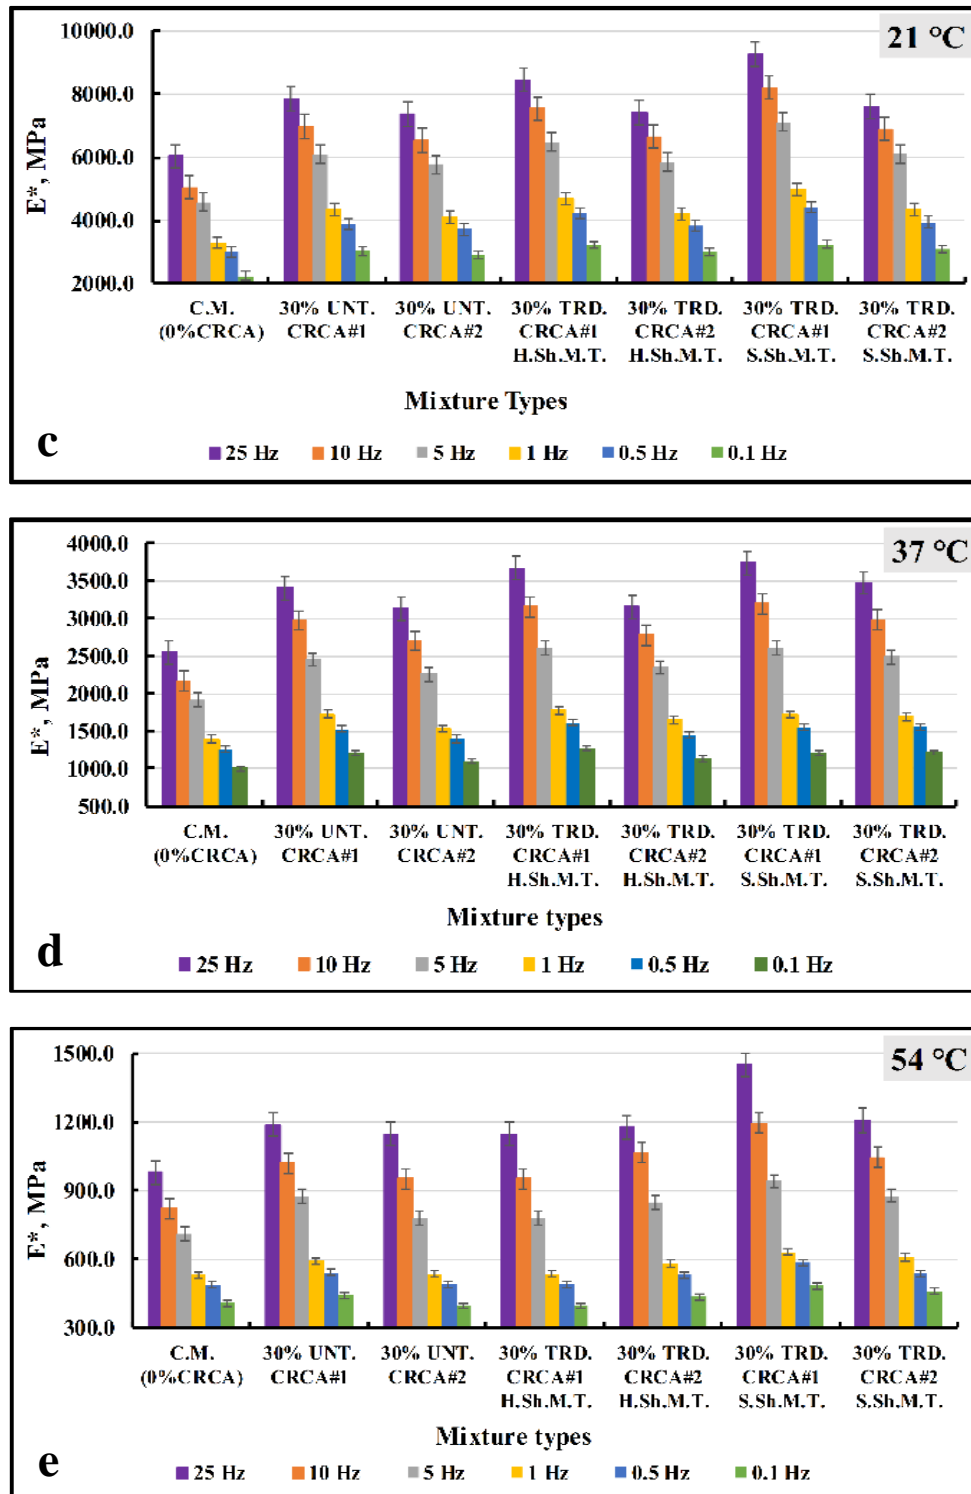 21 °C
10000.0
8000.0
6000.0
4000.0
2000.0
E*, MPa
C.M. 30% UNT. 30% UNT. 30% TRD. 30% TRD. 30% TRD. 30% TRD.
(0%CRCA) CRCA#1 CRCA#2 CRCA#1 CRCA#2 CRCA#1 CRCA#2
H.Sh.M.T. H.Sh.M.T. S.Sh.M.T. S.Sh.M.T.
Mixture Types
c
25 Hz 10 Hz 5 Hz 1 Hz 0.5 Hz 0.1 Hz
37 °C
4000.0
3500.0
3000.0
2500.0
2000.0
1500.0
1000.0
500.0
E*, MPa
C.M. 30% UNT. 30% UNT. 30% TRD. 30% TRD. 30% TRD. 30% TRD.
(0%CRCA) CRCA#1 CRCA#2 CRCA#1 CRCA#2 CRCA#1 CRCA#2
H.Sh.M.T. H.Sh.M.T. S.Sh.M.T. S.Sh.M.T.
Mixture types
d
25 Hz 10 Hz 5 Hz 1 Hz 0.5 Hz 0.1 Hz
54 °C
1500.0
1200.0
900.0
600.0
300.0
E*, MPa
C.M. 30% UNT. 30% UNT. 30% TRD. 30% TRD. 30% TRD. 30% TRD.
(0%CRCA) CRCA#1 CRCA#2 CRCA#1 CRCA#2 CRCA#1 CRCA#2
H.Sh.M.T. H.Sh.M.T. S.Sh.M.T. S.Sh.M.T.
Mixture types
e
25 Hz 10 Hz 5 Hz 1 Hz 0.5 Hz 0.1 Hz